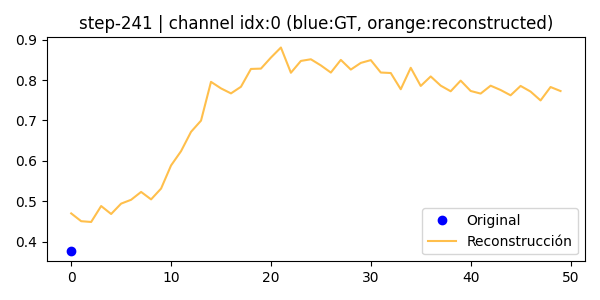 step-241 | channel idx:0 (blue:GT, orange:reconstructed)
0.9
0.8
0.7
0.6
0.5
0.4
Original
Reconstrucción
0 10 20 30 40 50